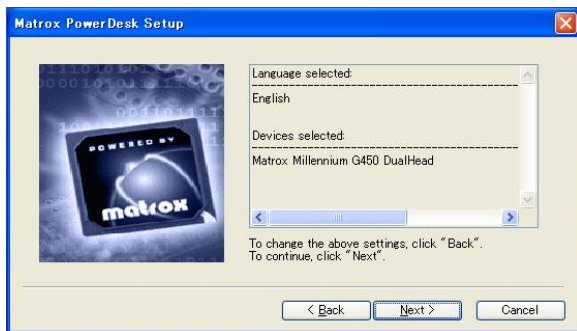 Matrox PowerDesk Setup
POWERED BY
matrox
Language selected:
English
Devices selected:
Matrox Millennium G450 DualHead
To change the above settings, click "Back".
To continue, click "Next".
< Back
Next >
Cancel